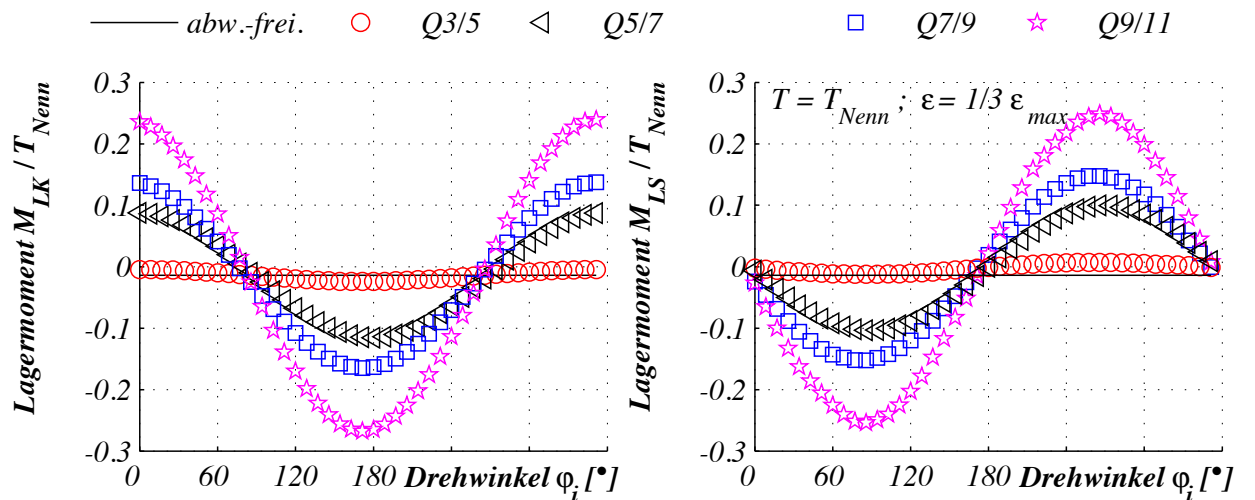 abw.-frei. Q3/5 Q5/7 Q7/9 Q9/11
Lagermoment M_LK / T_Nenn
0.3
0.2
0.1
0
-0.1
-0.2
-0.3
0 60 120 180 Drehwinkel φ_i [°]
Lagermoment M_LS / T_Nenn
T = T_Nenn ; ε = 1/3 ε_max
0.3
0.2
0.1
0
-0.1
-0.2
-0.3
0 60 120 180 Drehwinkel φ_i [°]